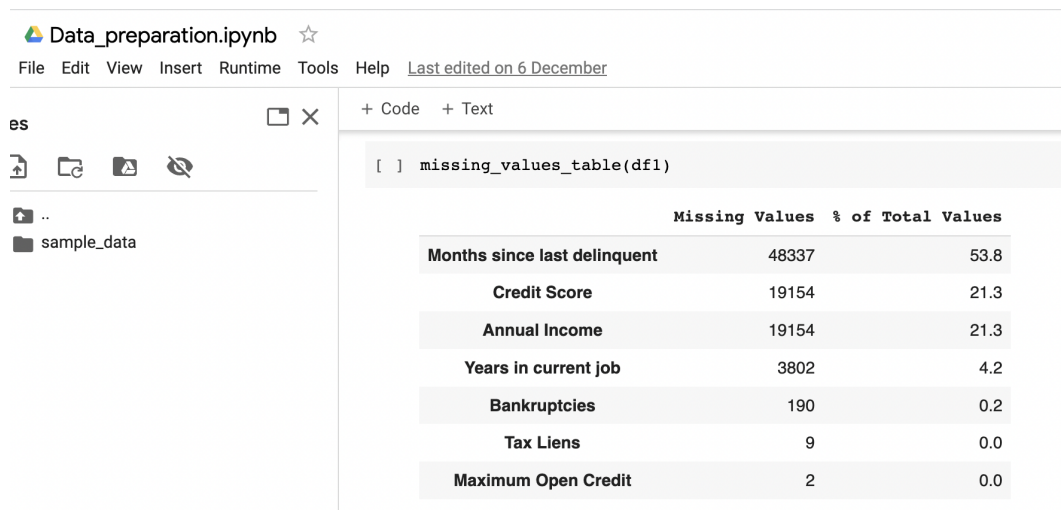 Data_preparation.ipynb
File Edit View Insert Runtime Tools Help Last edited on 6 December
es
+ Code + Text
[ ] missing_values_table(df1)
..
sample_data
Missing Values % of Total Values
Months since last delinquent 48337 53.8
Credit Score 19154 21.3
Annual Income 19154 21.3
Years in current job 3802 4.2
Bankruptcies 190 0.2
Tax Liens 9 0.0
Maximum Open Credit 2 0.0